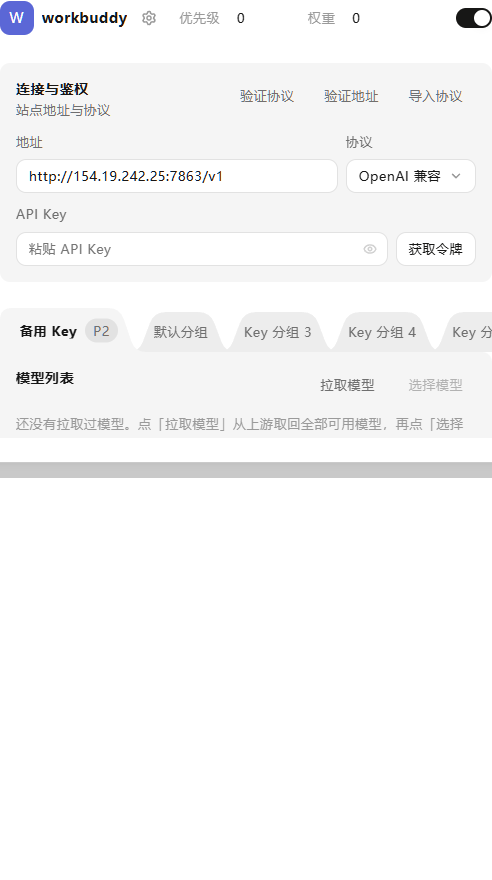 W workbuddy 优先级 0 权重 0
连接与鉴权
站点地址与协议
验证协议 验证地址 导入协议
地址 协议
http://154.19.242.25:7863/v1 OpenAI 兼容
API Key
粘贴 API Key 获取令牌
备用 Key P2 默认分组 Key 分组 3 Key 分组 4 Key 分
模型列表
拉取模型 选择模型
还没有拉取过模型。点「拉取模型」从上游取回全部可用模型，再点「选择